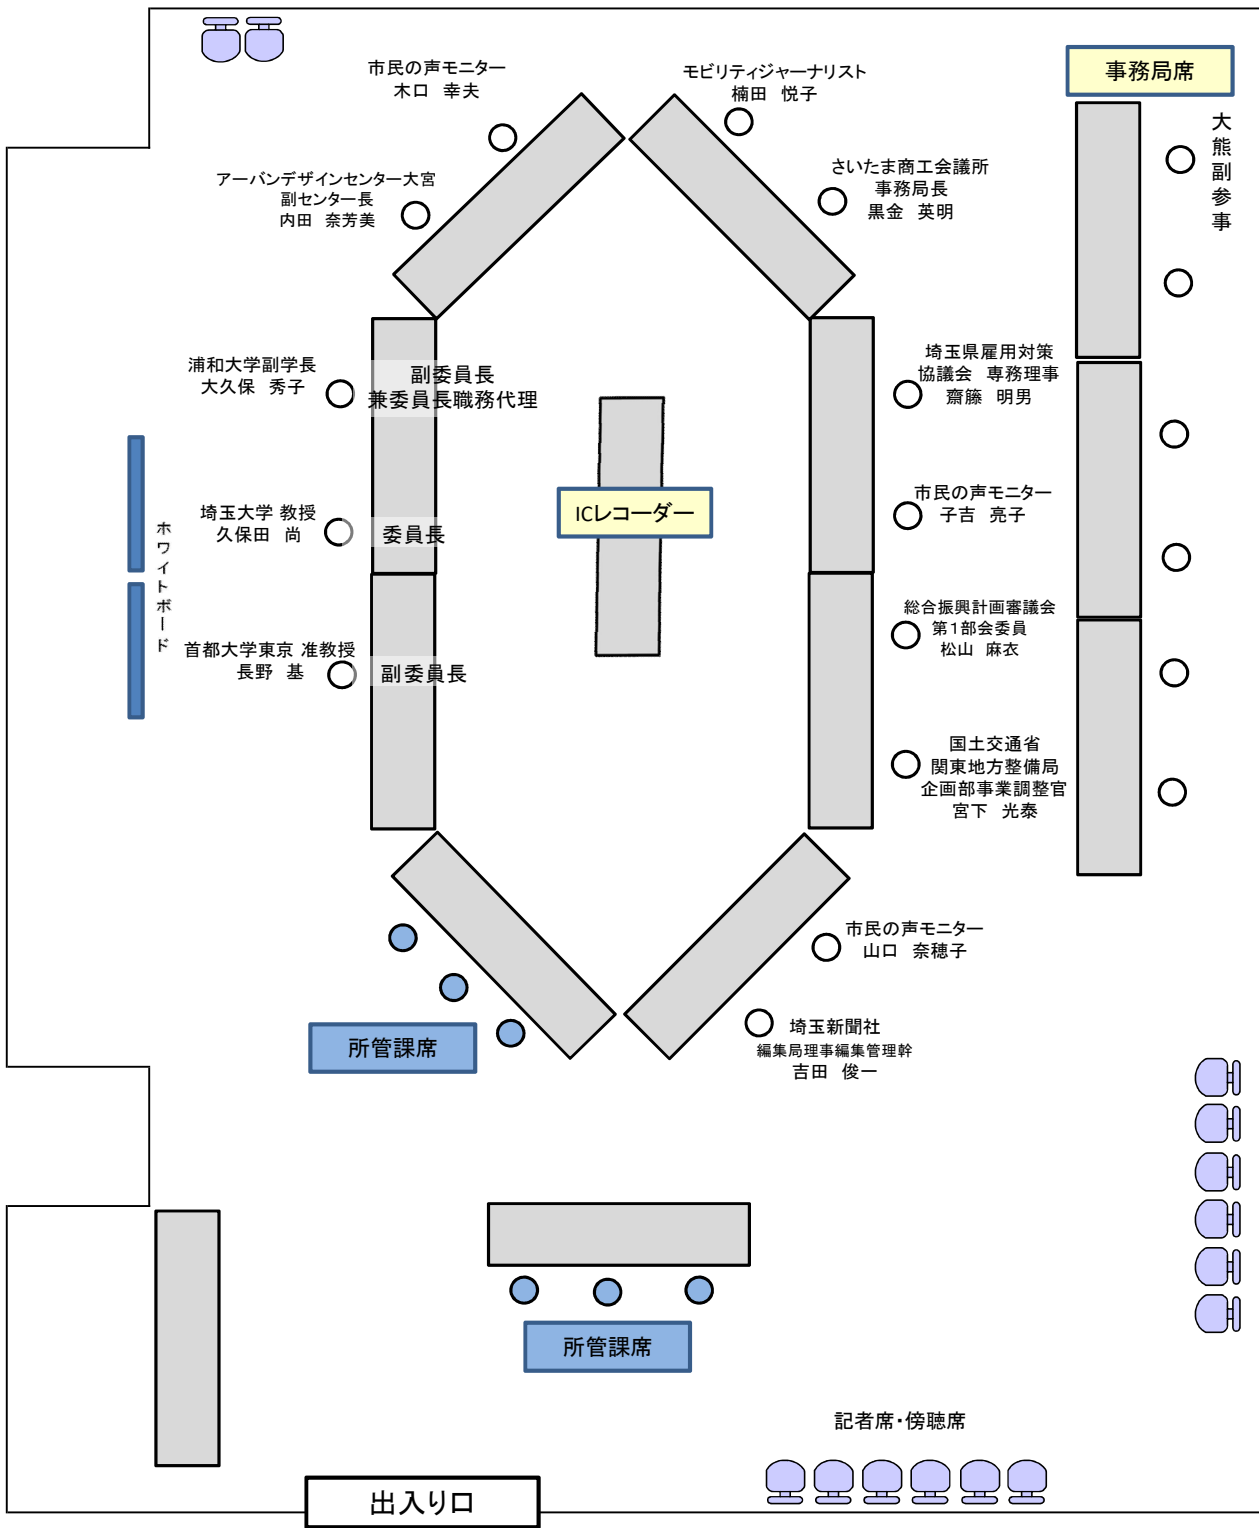 市民の声モニター
木口 幸夫
モビリティジャーナリスト
楠田 悦子
事務局席
大熊副参事
アーバンデザインセンター大宮
副センター長
内田 奈芳美
さいたま商工会議所
事務局長
黒金 英明
浦和大学副学長
大久保 秀子
副委員長
兼委員長職務代理
埼玉県雇用対策
協議会 専務理事
齋藤 明男
ICレコーダー
市民の声モニター
子吉 亮子
ホワイトボード
埼玉大学 教授
久保田 尚
委員長
総合振興計画審議会
第1部会委員
松山 麻衣
首都大学東京 准教授
長野 基
副委員長
国土交通省
関東地方整備局
企画部事業調整官
宮下 光泰
市民の声モニター
山口 奈穂子
所管課席
埼玉新聞社
編集局理事編集管理幹
吉田 俊一
所管課席
記者席・傍聴席
出入り口